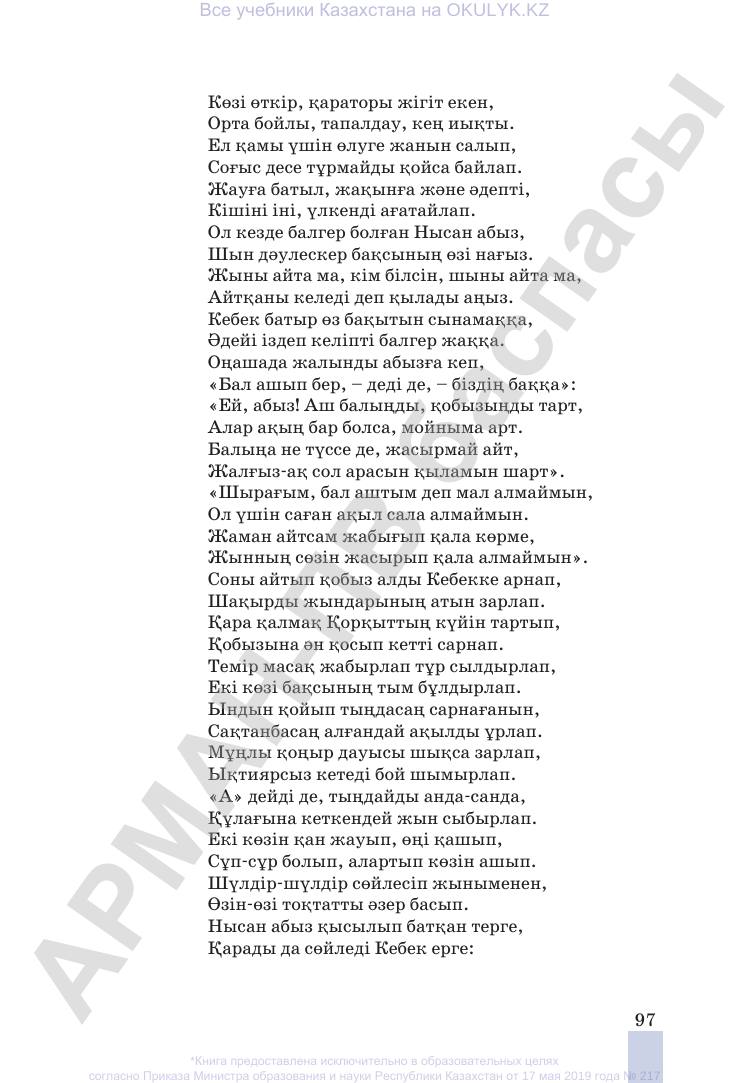 Все учебники Казахстана на OKULYK.KZ
Көзі өткір, қараторы жігіт екен,
Орта бойлы, тапалдау, кең иықты.
Ел қамы үшін өлуге жанын салып,
Соғыс десе тұрмайды қойса байлап.
Жауға батыл, жақынға және әдепті,
Кішіні іні, үлкенді ағатайлап.
Ол кезде балгер болған Нысан абыз,
Шын дәулескер бақсының өзі нағыз.
Жыны айта ма, кім білсін, шыны айта ма,
Айтқаны келеді деп қылады аңыз.
Кебек батыр өз бақытын сынамаққа,
Әдейі іздеп келіпті балгер жаққа.
Оңашада жалынды абызға кеп,
«Бал ашып бер, – деді де, – біздің баққа»:
«Ей, абыз! Аш балыңды, қобызыңды тарт,
Алар ақың бар болса, мойныма арт.
Балыңа не түссе де, жасырмай айт,
Жалғыз-ақ сол арасын қыламын шарт».
«Шырағым, бал аштым деп мал алмаймын,
Ол үшін саған ақыл сала алмаймын.
Жаман айтсам жабығып қала көрме,
Жынның сөзін жасырып қала алмаймын».
Соны айтып қобыз алды Кебекке арнап,
Шақырды жындарының атын зарлап.
Қара қалмақ Қорқыттың күйін тартып,
Қобызына ән қосып кетті сарнап.
Темір масақ жабырлап тұр сылдырлап,
Екі көзі бақсының тым бұлдырлап.
Ындын қойып тыңдасаң сарнағанын,
Сақтанбасаң алғандай ақылды ұрлап.
Мұңлы қоңыр дауысы шықса зарлап,
Ықтиярсыз кетеді бой шымырлап.
«А» дейді де, тыңдайды анда-санда,
Құлағына кеткендей жын сыбырлап.
Екі көзін қан жауып, өңі қашып,
Сұп-сұр болып, алартып көзін ашып.
Шүлдір-шүлдір сөйлесіп жыныменен,
Өзін-өзі тоқтатты әзер басып.
Нысан абыз қысылып батқан терге,
Қарады да сөйледі Кебек ерге:
АРМАН-ПВ баспасы
97
*Книга предоставлена исключительно в образовательных целях
согласно Приказа Министра образования и науки Республики Казахстан от 17 мая 2019 года № 217